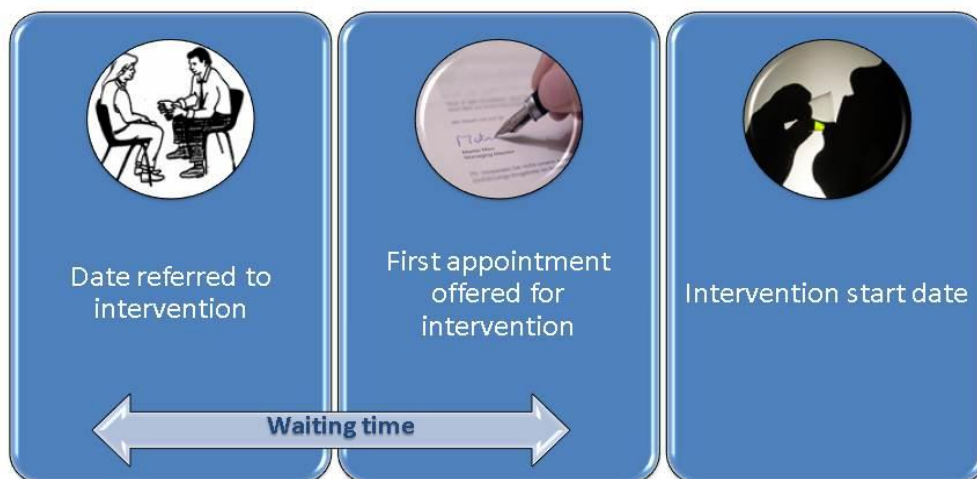 Date referred to
intervention
First appointment
offered for
intervention
Intervention start date
Waiting time